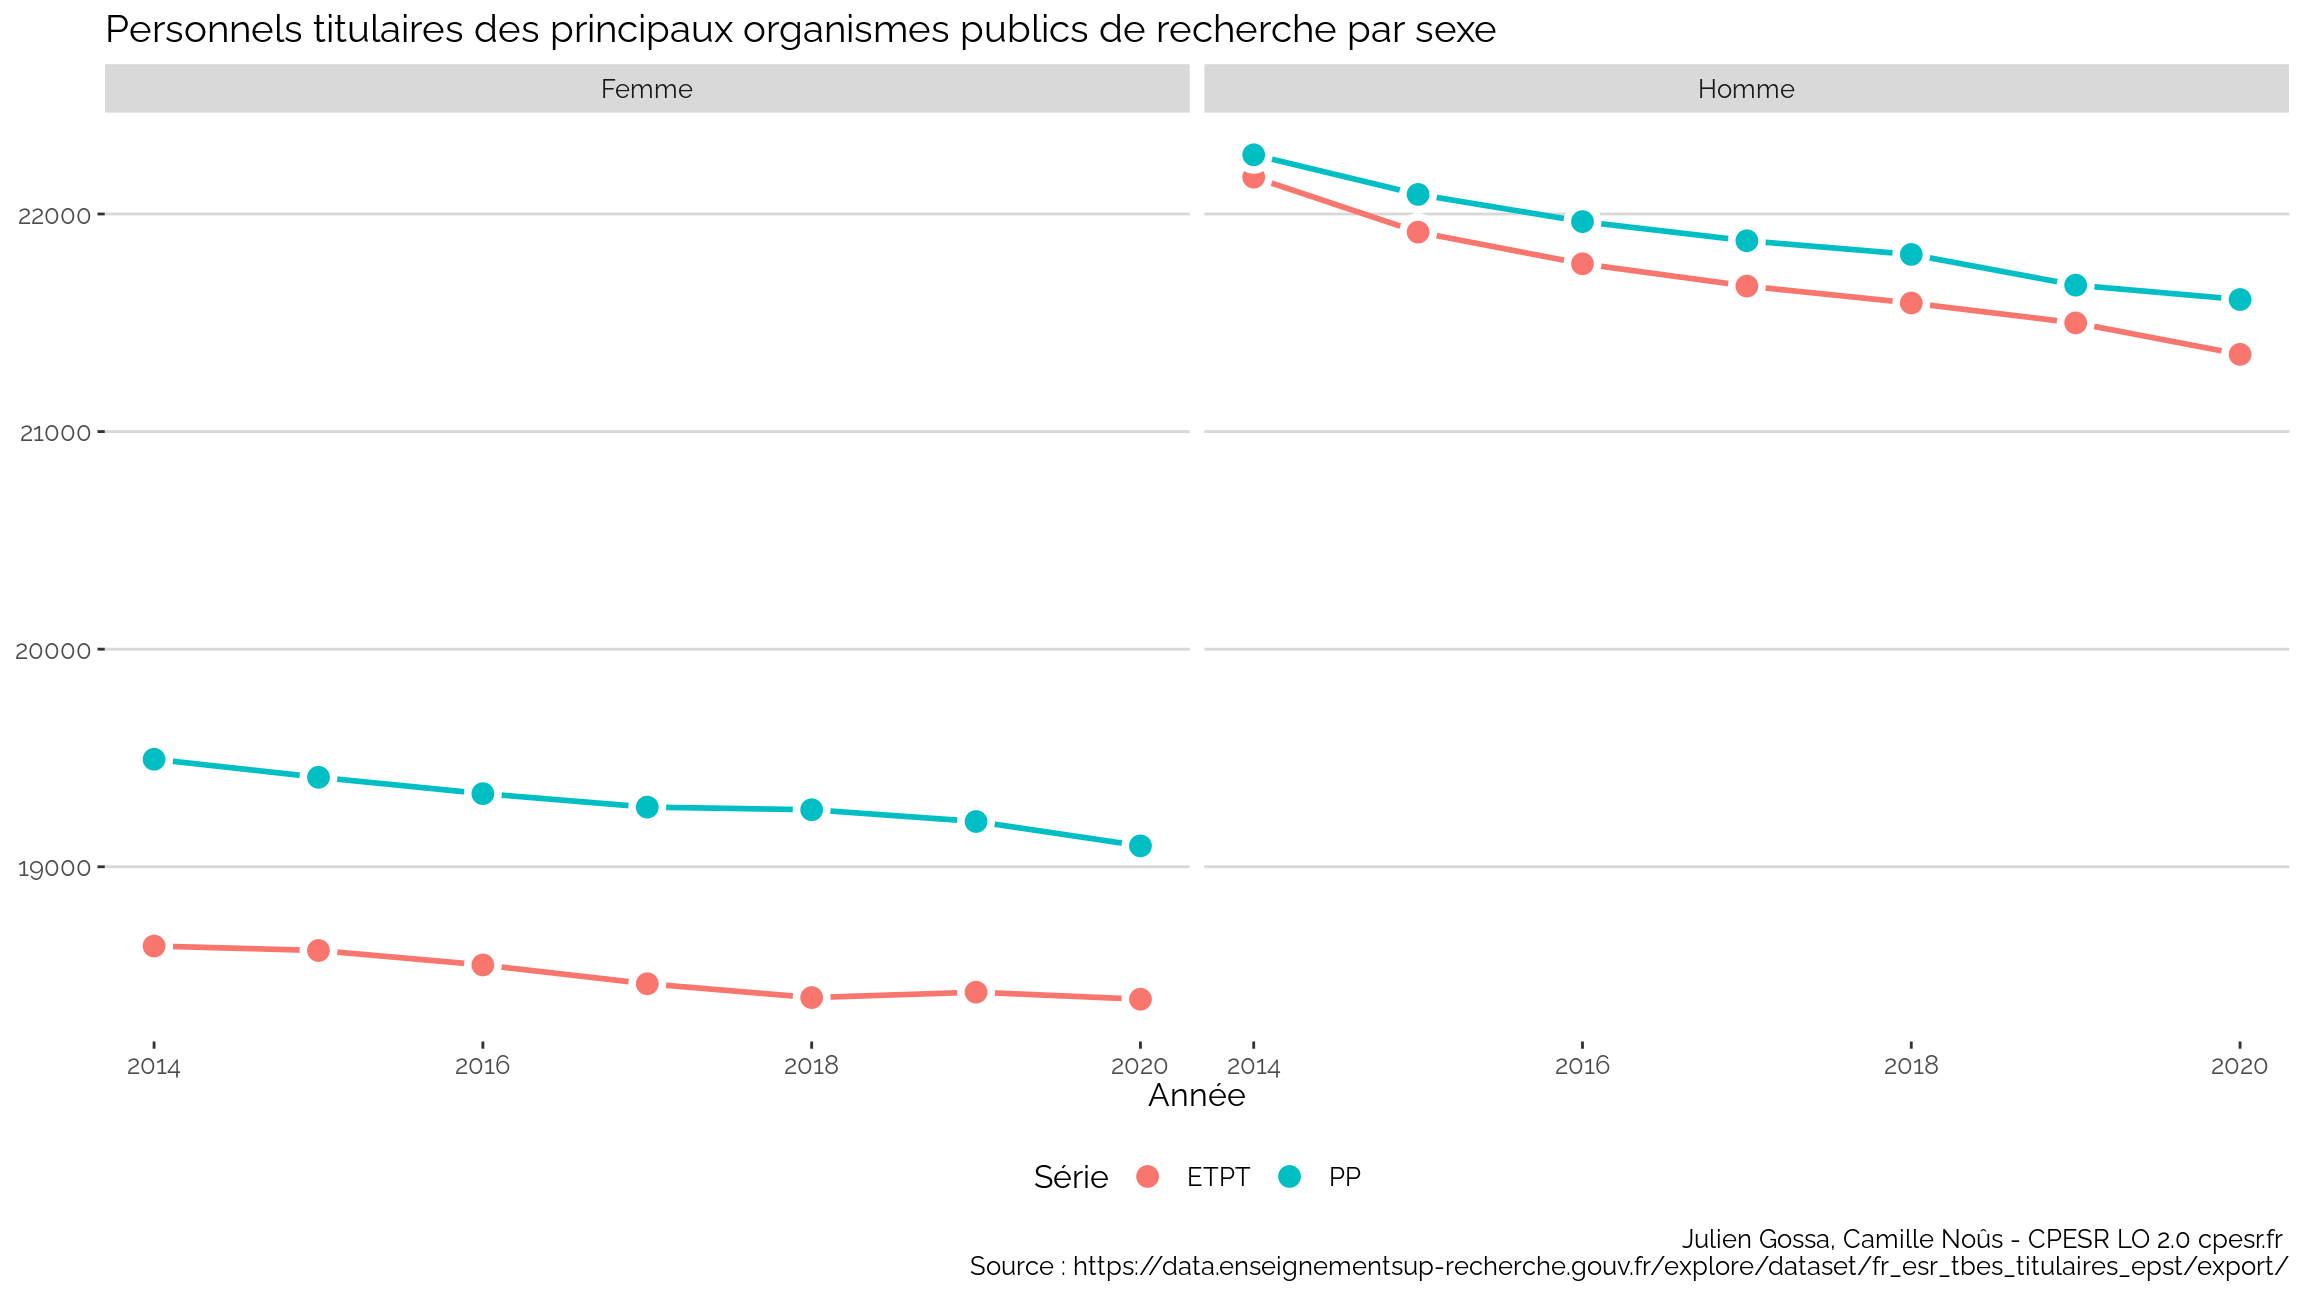 Personnels titulaires des principaux organismes publics de recherche par sexe
Femme
Homme
22000
21000
20000
19000
2014 2016 2018 2020 2014 2016 2018 2020
Année
Série ETPT PP
Julien Gossa, Camille Noûs - CPESR LO 2.0 cpesr.fr
Source : https://data.enseignementsup-recherche.gouv.fr/explore/dataset/fr_esr_tbes_titulaires_epst/export/